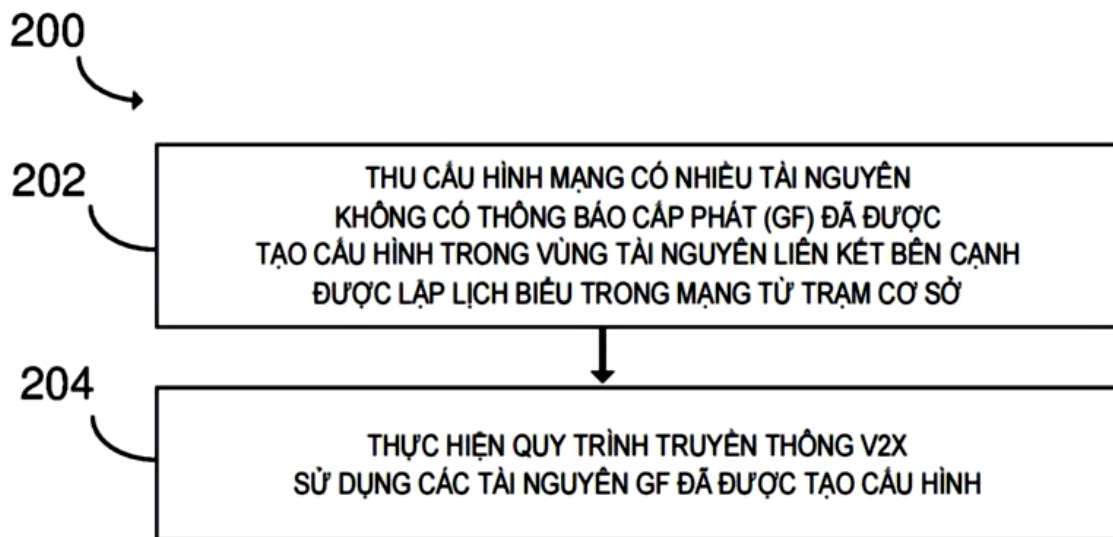 200
202
THU CẤU HÌNH MẠNG CÓ NHIỀU TÀI NGUYÊN
KHÔNG CÓ THÔNG BÁO CẤP PHÁT (GF) ĐÃ ĐƯỢC
TẠO CẤU HÌNH TRONG VÙNG TÀI NGUYÊN LIÊN KẾT BÊN CẠNH
ĐƯỢC LẬP LỊCH BIỂU TRONG MẠNG TỪ TRẠM CƠ SỞ
204
THỰC HIỆN QUY TRÌNH TRUYỀN THÔNG V2X
SỬ DỤNG CÁC TÀI NGUYÊN GF ĐÃ ĐƯỢC TẠO CẤU HÌNH